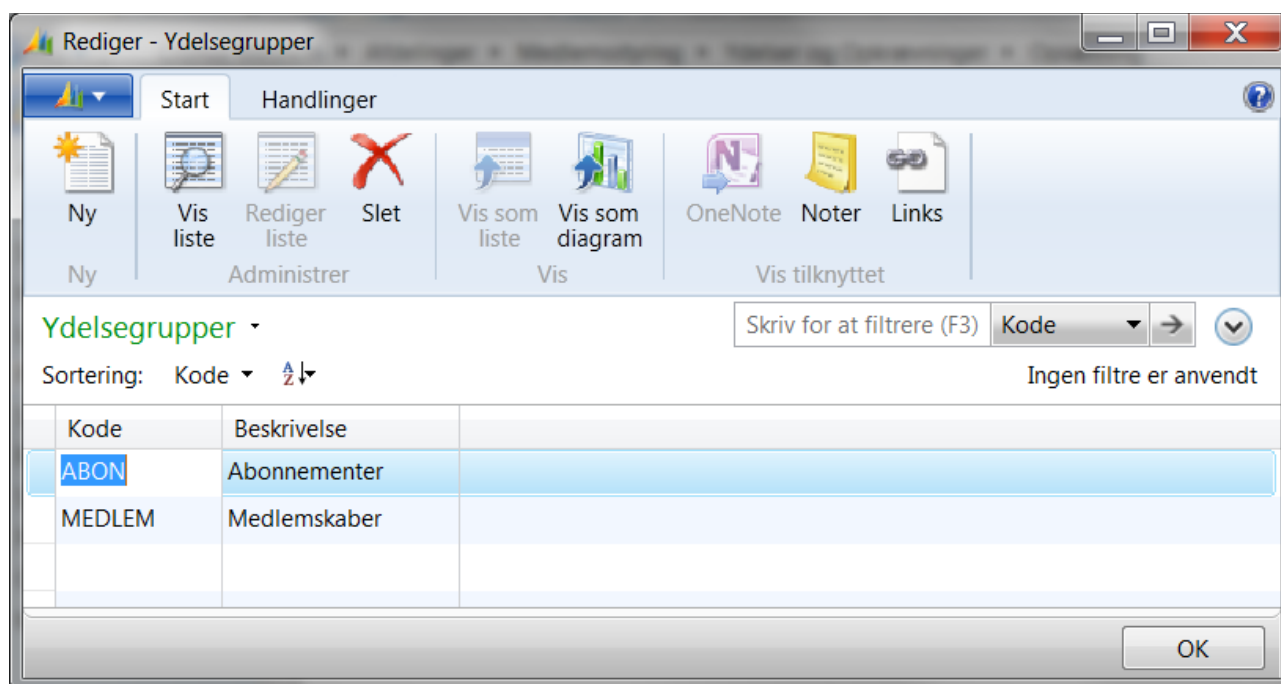 Rediger - Ydelsegrupper
Start Handlinger
Ny Vis liste Rediger liste Slet Vis som liste Vis som diagram OneNote Noter Links
Ny Administrer Vis Vis tilknyttet
Ydelsegrupper Skriv for at filtrere (F3) Kode
Sortering: Kode Ingen filtre er anvendt
Kode Beskrivelse
ABON Abonnementer
MEDLEM Medlemskaber
OK